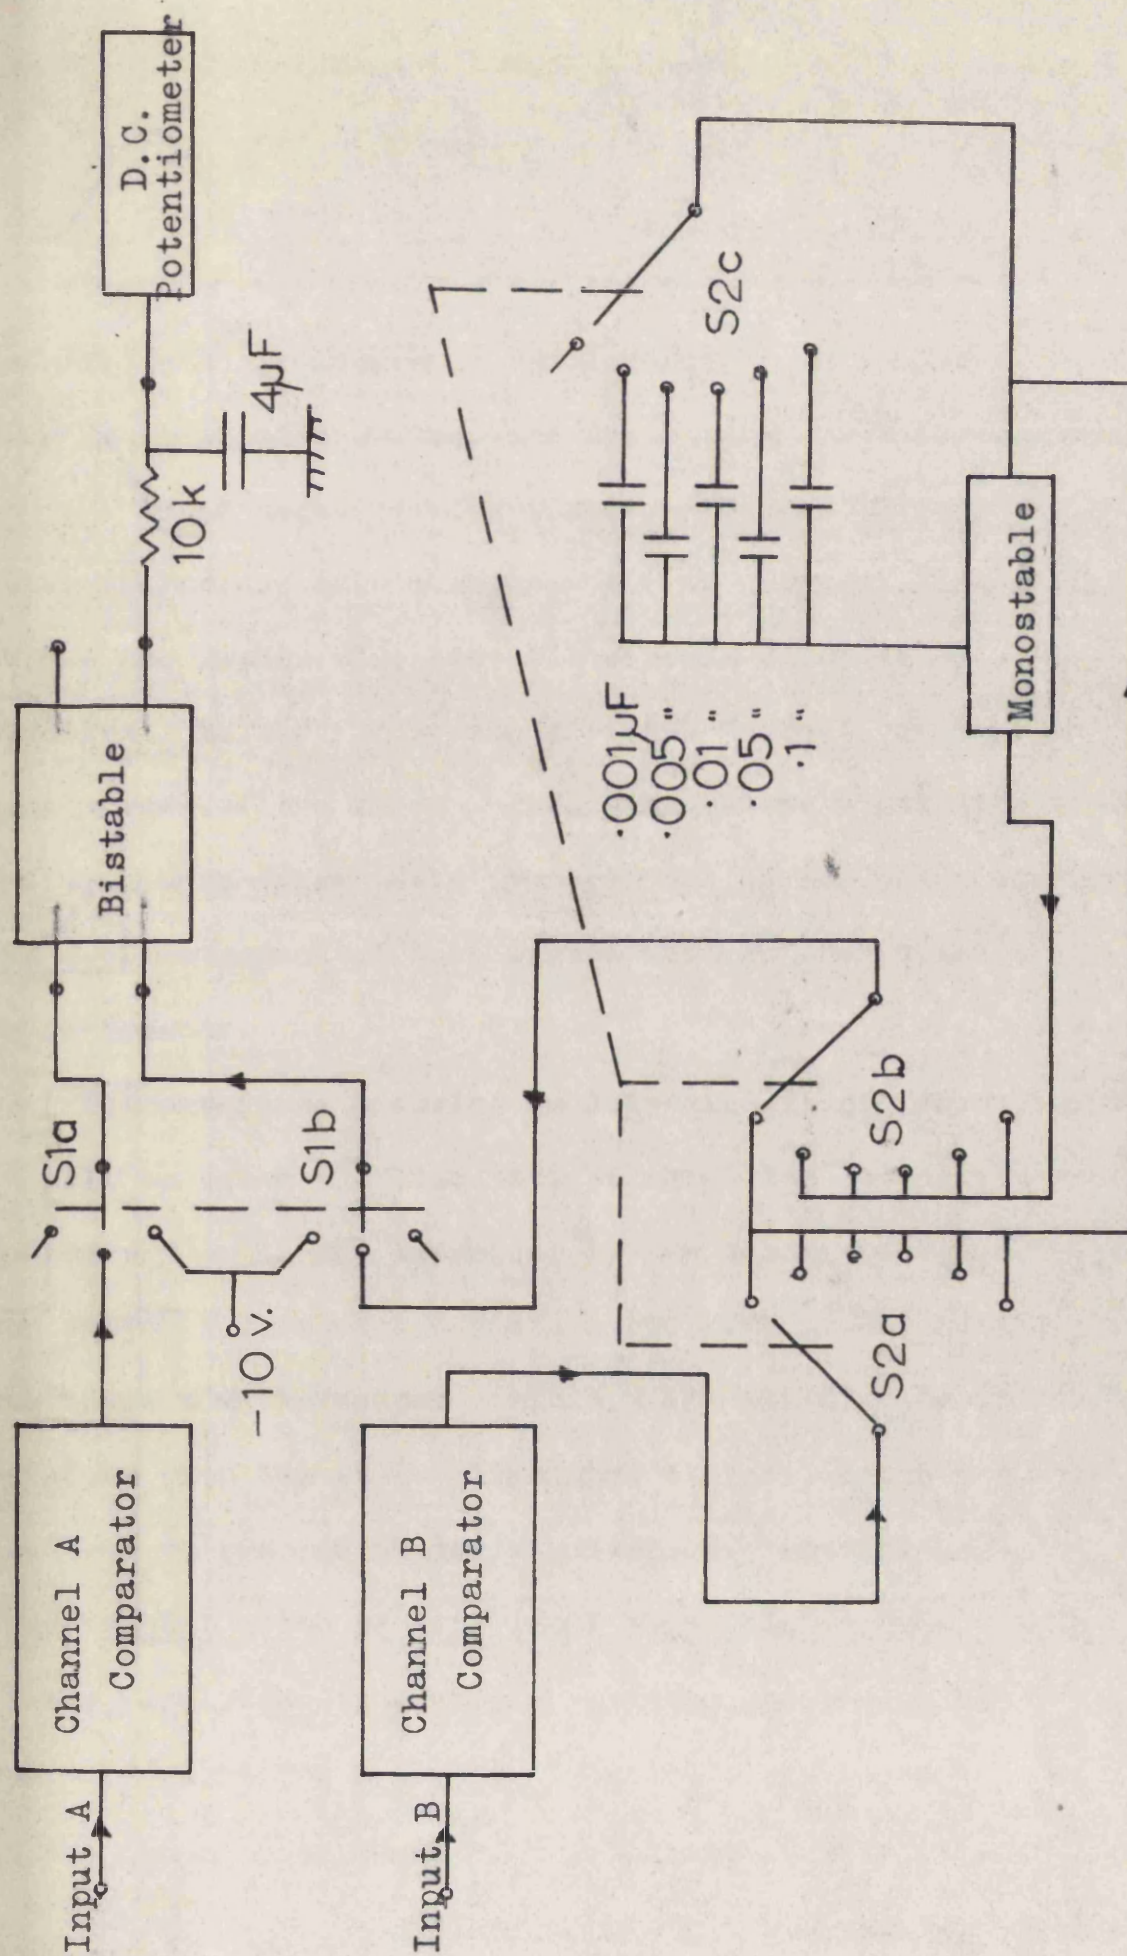 Input A
Channel A
Comparator
S1a
-10 v.
S1b
Bistable
10k
4µF
D.C.
Potentiometer
Input B
Channel B
Comparator
S2a
S2b
.001µF
.005 "
.01 "
.05 "
.1 "
S2c
Monostable